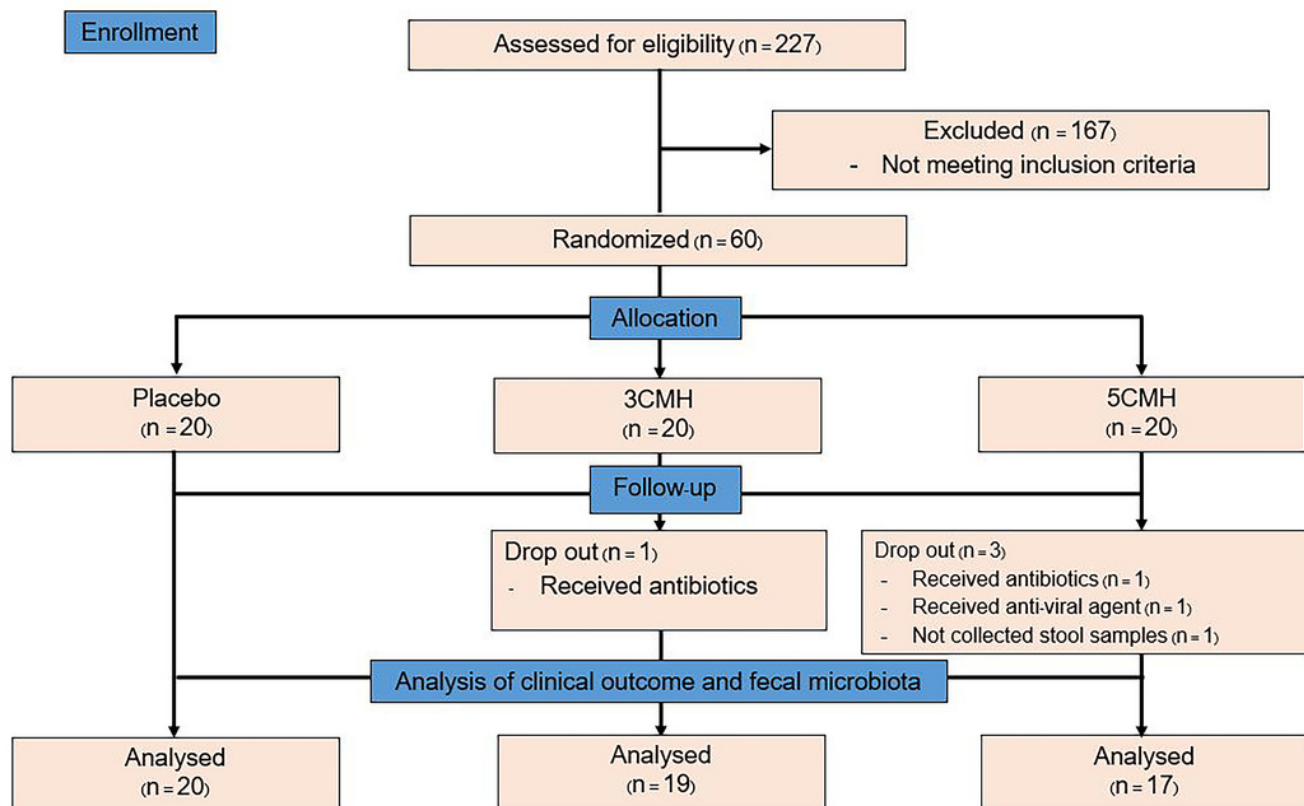 Enrollment
Assessed for eligibility (n = 227)
Excluded (n = 167)
- Not meeting inclusion criteria
Randomized (n = 60)
Allocation
Placebo
(n = 20)
3CMH
(n = 20)
5CMH
(n = 20)
Follow-up
Drop out (n = 1)
- Received antibiotics
Drop out (n = 3)
- Received antibiotics (n = 1)
- Received anti-viral agent (n = 1)
- Not collected stool samples (n = 1)
Analysis of clinical outcome and fecal microbiota
Analysed
(n = 20)
Analysed
(n = 19)
Analysed
(n = 17)